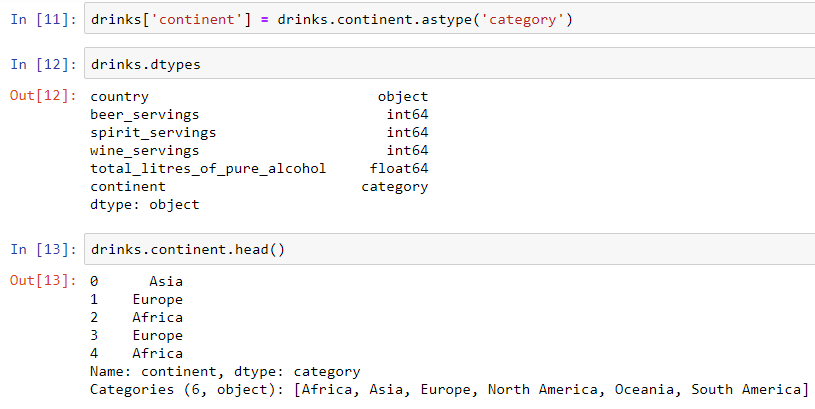 In [11]: drinks['continent'] = drinks.continent.astype('category')
In [12]: drinks.dtypes
Out[12]: country                          object
beer_servings                     int64
spirit_servings                   int64
wine_servings                     int64
total_litres_of_pure_alcohol    float64
continent                      category
dtype: object
In [13]: drinks.continent.head()
Out[13]: 0      Asia
1    Europe
2    Africa
3    Europe
4    Africa
Name: continent, dtype: category
Categories (6, object): [Africa, Asia, Europe, North America, Oceania, South America]